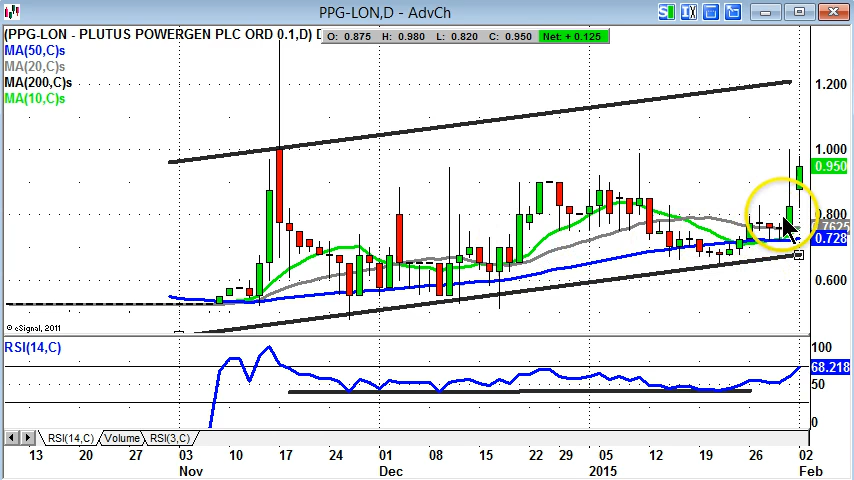 PPG-LON,D - AdvCh
(PPG-LON - PLUTUS POWERGEN PLC ORD 0.1,D)
O: 0.875 H: 0.980 L: 0.820 C: 0.950 Net: + 0.125
MA(50,C)s
MA(20,C)s
MA(200,C)s
MA(10,C)s
1.200
1.000
0.950
0.800
0.728
0.600
© eSignal, 2011
RSI(14,C)
100
68.218
50
0
RSI(14,C) Volume RSI(3,C)
13 20 27 03 10 17 24 01 08 15 22 29 05 12 19 26 02
Nov Dec 2015 Feb